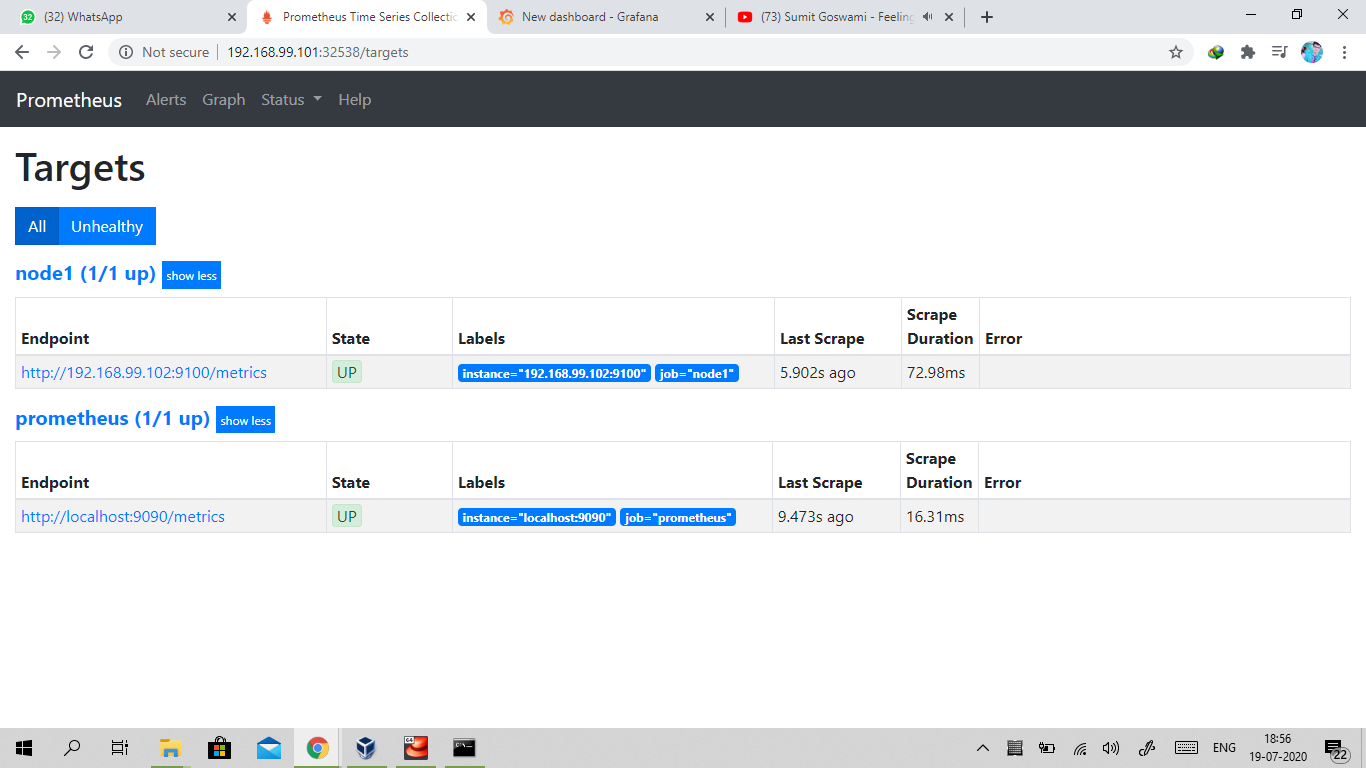 32
(32) WhatsApp
Prometheus Time Series Collectio
New dashboard - Grafana
(73) Sumit Goswami - Feeling
Not secure
192.168.99.101:32538/targets
Prometheus Alerts Graph Status Help
Targets
All Unhealthy
node1 (1/1 up) show less
Endpoint State Labels Last Scrape Scrape Duration Error
http://192.168.99.102:9100/metrics UP instance="192.168.99.102:9100" job="node1" 5.902s ago 72.98ms
prometheus (1/1 up) show less
Endpoint State Labels Last Scrape Scrape Duration Error
http://localhost:9090/metrics UP instance="localhost:9090" job="prometheus" 9.473s ago 16.31ms
ENG
18:56
19-07-2020
22